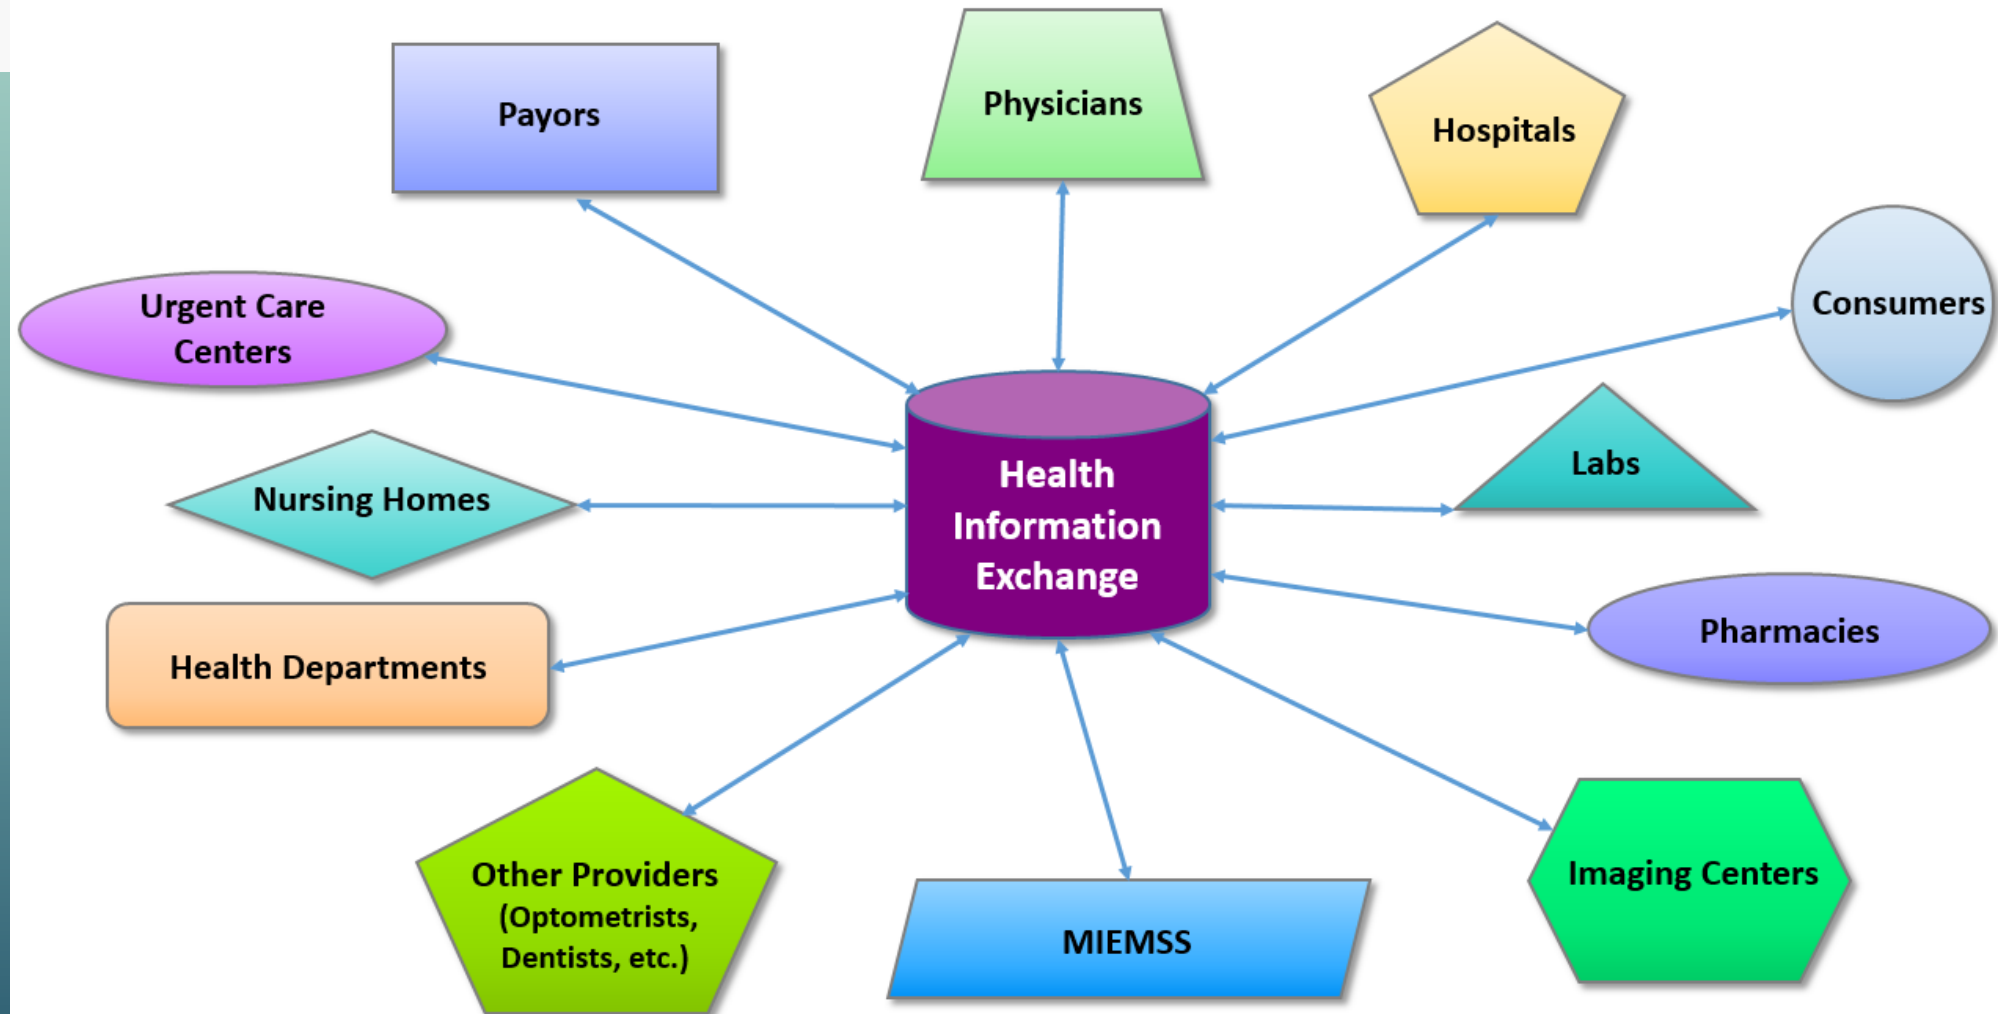 Payors
Physicians
Hospitals
Consumers
Urgent Care
Centers
Labs
Nursing Homes
Health
Information
Exchange
Pharmacies
Health Departments
Other Providers
(Optometrists,
Dentists, etc.)
MIEMSS
Imaging Centers